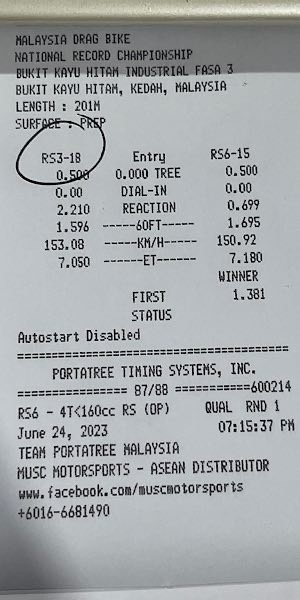 MALAYSIA DRAG BIKE
NATIONAL RECORD CHAMPIONSHIP
BUKIT KAYU HITAM INDUSTRIAL FASA 3
BUKIT KAYU HITAM, KEDAH, MALAYSIA
LENGTH : 201M
SURFACE : PREP
RS3-18 Entry RS6-15
0.500 0.000 TREE 0.500
0.00 DIAL-IN 0.00
2.210 REACTION 0.699
1.596 -----60FT----- 1.695
153.08 -----KM/H----- 150.92
7.050 ------ET------ 7.180
WINNER
FIRST 1.381
STATUS
Autostart Disabled
========================================
PORTATREE TIMING SYSTEMS, INC.
================ 87/88 ===========600214
RS6 - 4T<160cc RS (OP) QUAL RND 1
June 24, 2023 07:15:37 PM
TEAM PORTATREE MALAYSIA
MUSC MOTORSPORTS - ASEAN DISTRIBUTOR
www.facebook.com/muscmotorsports
+6016-6681490